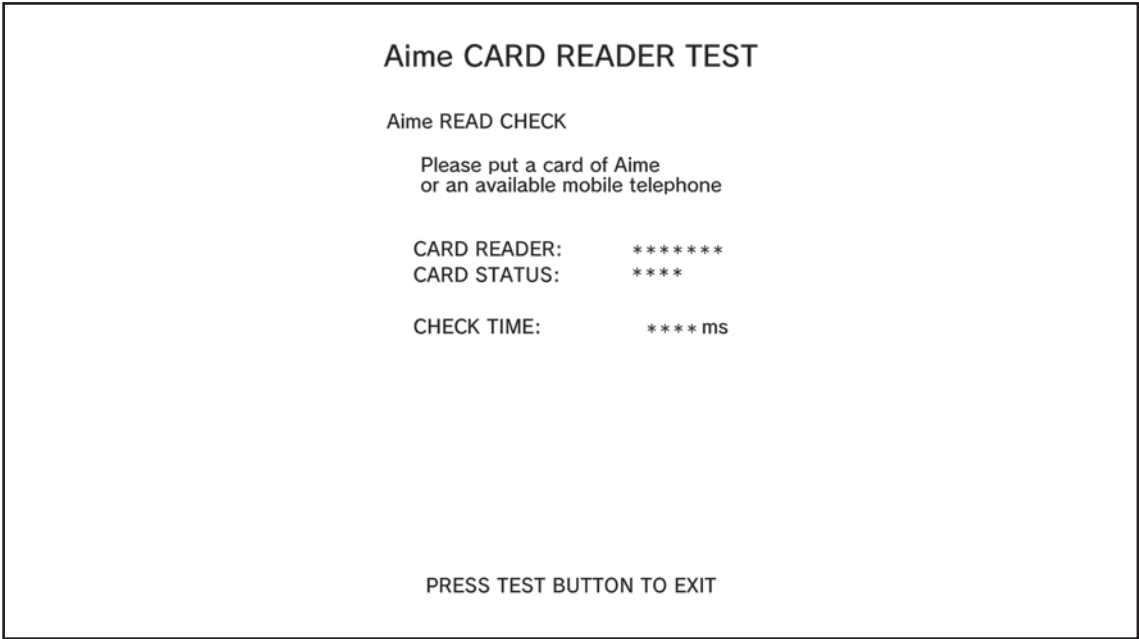 Aime CARD READER TEST
Aime READ CHECK
Please put a card of Aime
or an available mobile telephone
CARD READER: *******
CARD STATUS: ****
CHECK TIME: **** ms
PRESS TEST BUTTON TO EXIT